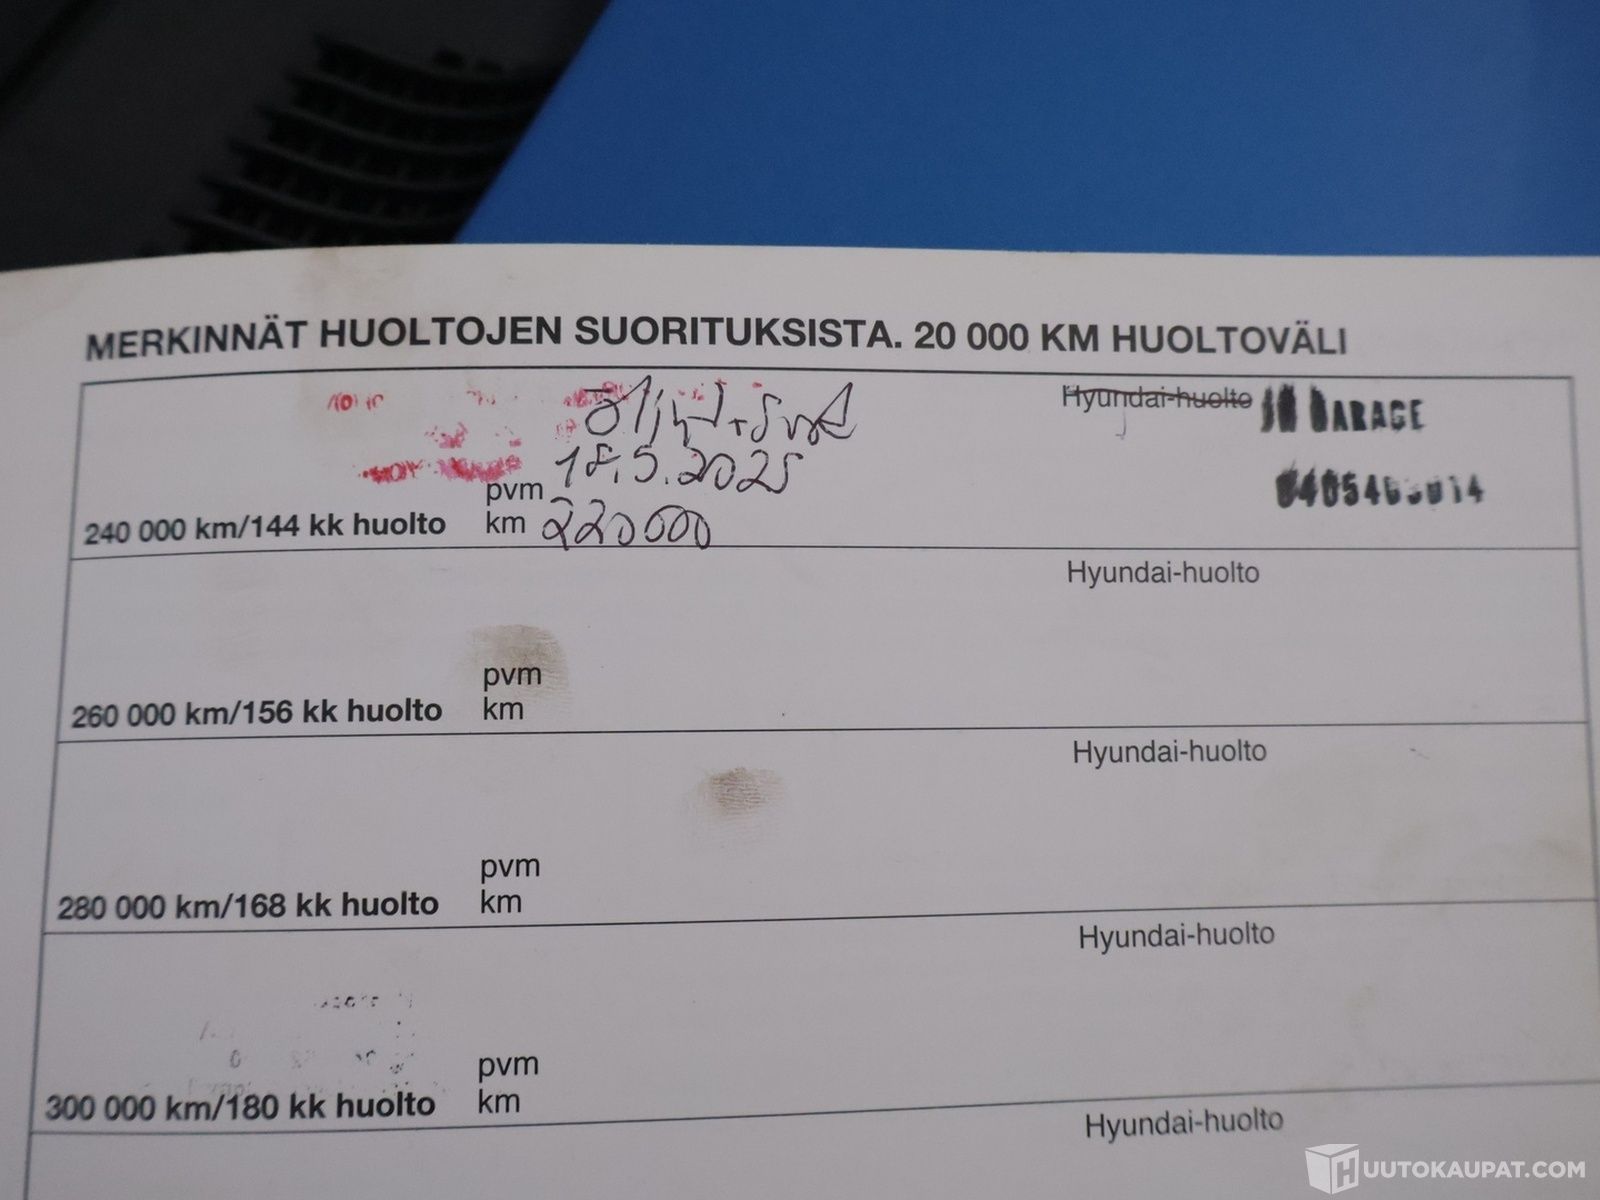 MERKINNÄT HUOLTOJEN SUORITUKSISTA. 20 000 KM HUOLTOVÄLI
Hyundai-huolto GARAGE
pvm 18.5.2025
240 000 km/144 kk huolto km 220000
Hyundai-huolto
pvm
260 000 km/156 kk huolto km
Hyundai-huolto
pvm
280 000 km/168 kk huolto km
Hyundai-huolto
pvm
300 000 km/180 kk huolto km
Hyundai-huolto
HUUTOKAUPAT.COM